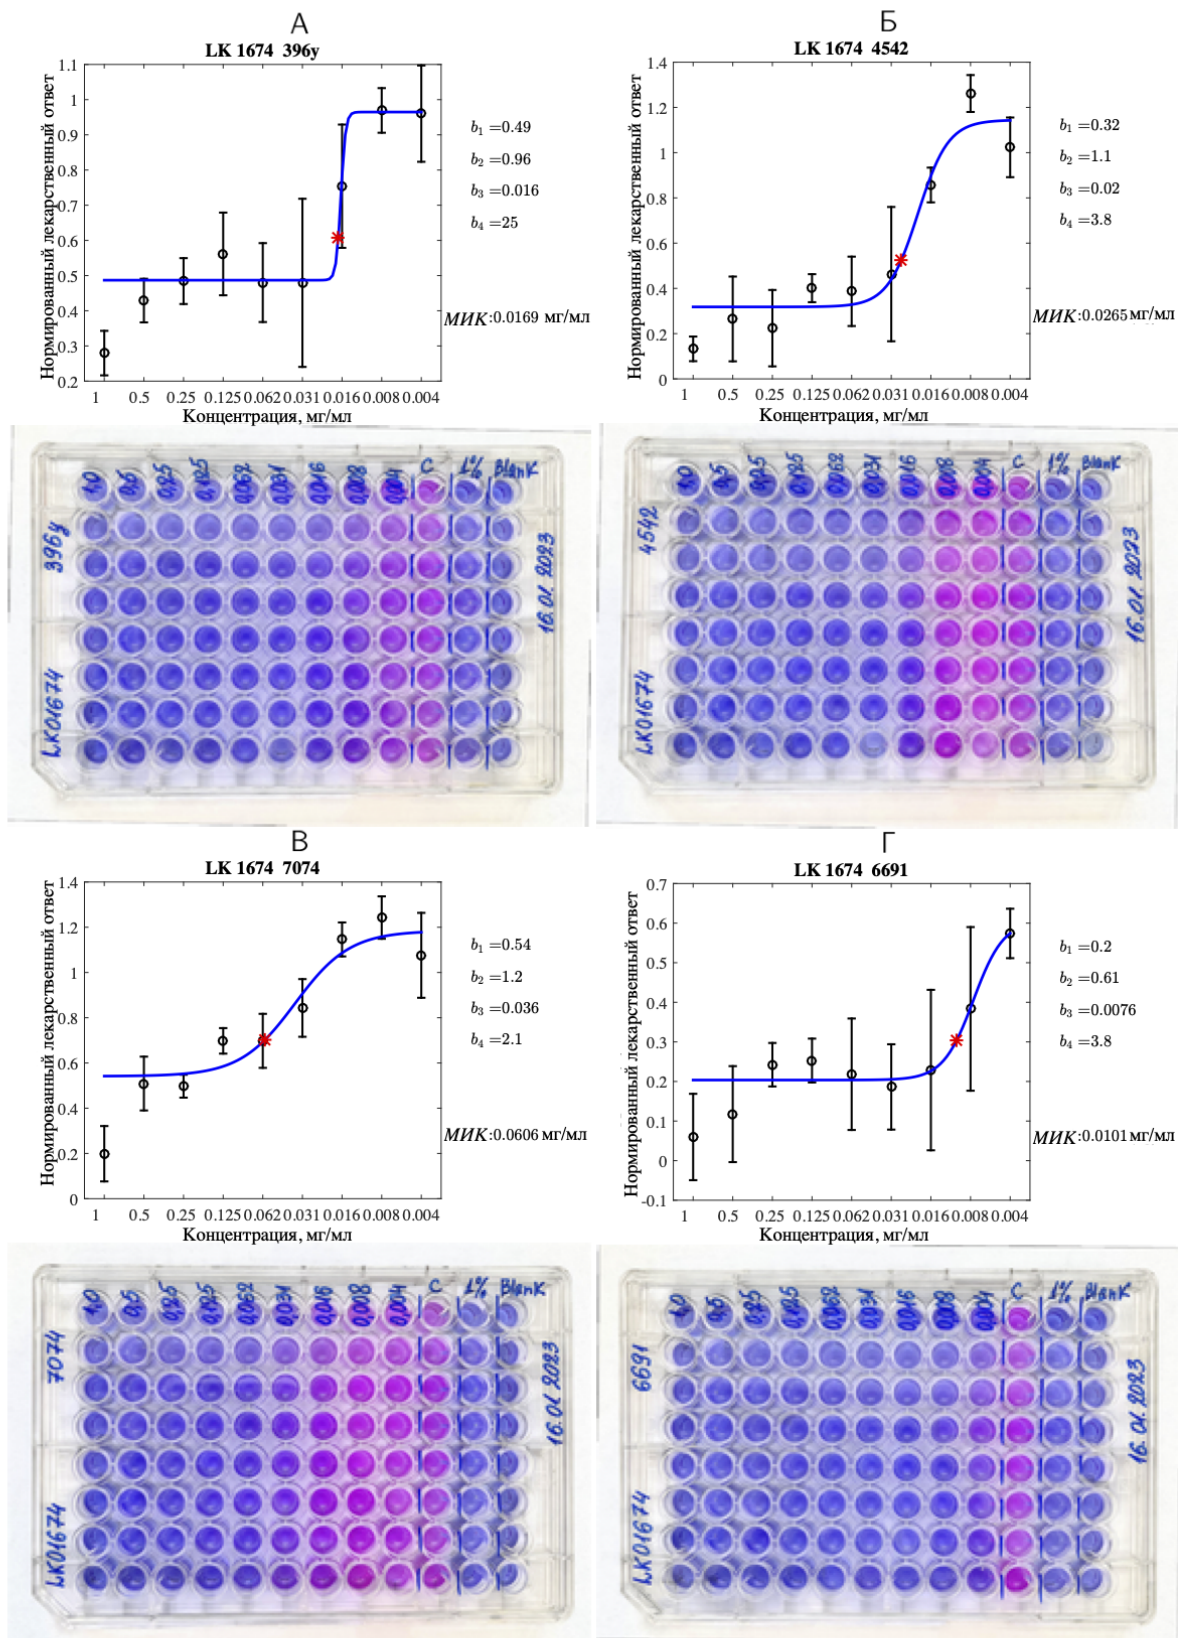 А
LK 1674 396y
Нормированный лекарственный ответ
1.1
1
0.9
0.8
0.7
0.6
0.5
0.4
0.3
0.2
1 0.5 0.25 0.125 0.062 0.031 0.016 0.008 0.004
Концентрация, мг/мл
b1 =0.49
b2 =0.96
b3 =0.016
b4 =25
МИК:0.0169 мг/мл
Б
LK 1674 4542
Нормированный лекарственный ответ
1.4
1.2
1
0.8
0.6
0.4
0.2
0
1 0.5 0.25 0.125 0.062 0.031 0.016 0.008 0.004
Концентрация, мг/мл
b1 =0.32
b2 =1.1
b3 =0.02
b4 =3.8
МИК:0.0265 мг/мл
1,0 0,5 0,25 0,125 0,062 0,031 0,016 0,008 0,004 C 1% Blank
396y
LK01674
16.01.2023
1,0 0,5 0,25 0,125 0,062 0,031 0,016 0,008 0,004 C 1% Blank
4542
LK01674
16.01.2023
В
LK 1674 7074
Нормированный лекарственный ответ
1.4
1.2
1
0.8
0.6
0.4
0.2
0
1 0.5 0.25 0.125 0.062 0.031 0.016 0.008 0.004
Концентрация, мг/мл
b1 =0.54
b2 =1.2
b3 =0.036
b4 =2.1
МИК:0.0606 мг/мл
Г
LK 1674 6691
Нормированный лекарственный ответ
0.7
0.6
0.5
0.4
0.3
0.2
0.1
0
-0.1
1 0.5 0.25 0.125 0.062 0.031 0.016 0.008 0.004
Концентрация, мг/мл
b1 =0.2
b2 =0.61
b3 =0.0076
b4 =3.8
МИК:0.0101 мг/мл
1,0 0,5 0,25 0,125 0,062 0,031 0,016 0,008 0,004 C 1% Blank
7074
LK01674
16.01.2023
1,0 0,5 0,25 0,125 0,062 0,031 0,016 0,008 0,004 C 1% Blank
6691
LK01674
16.01.2023